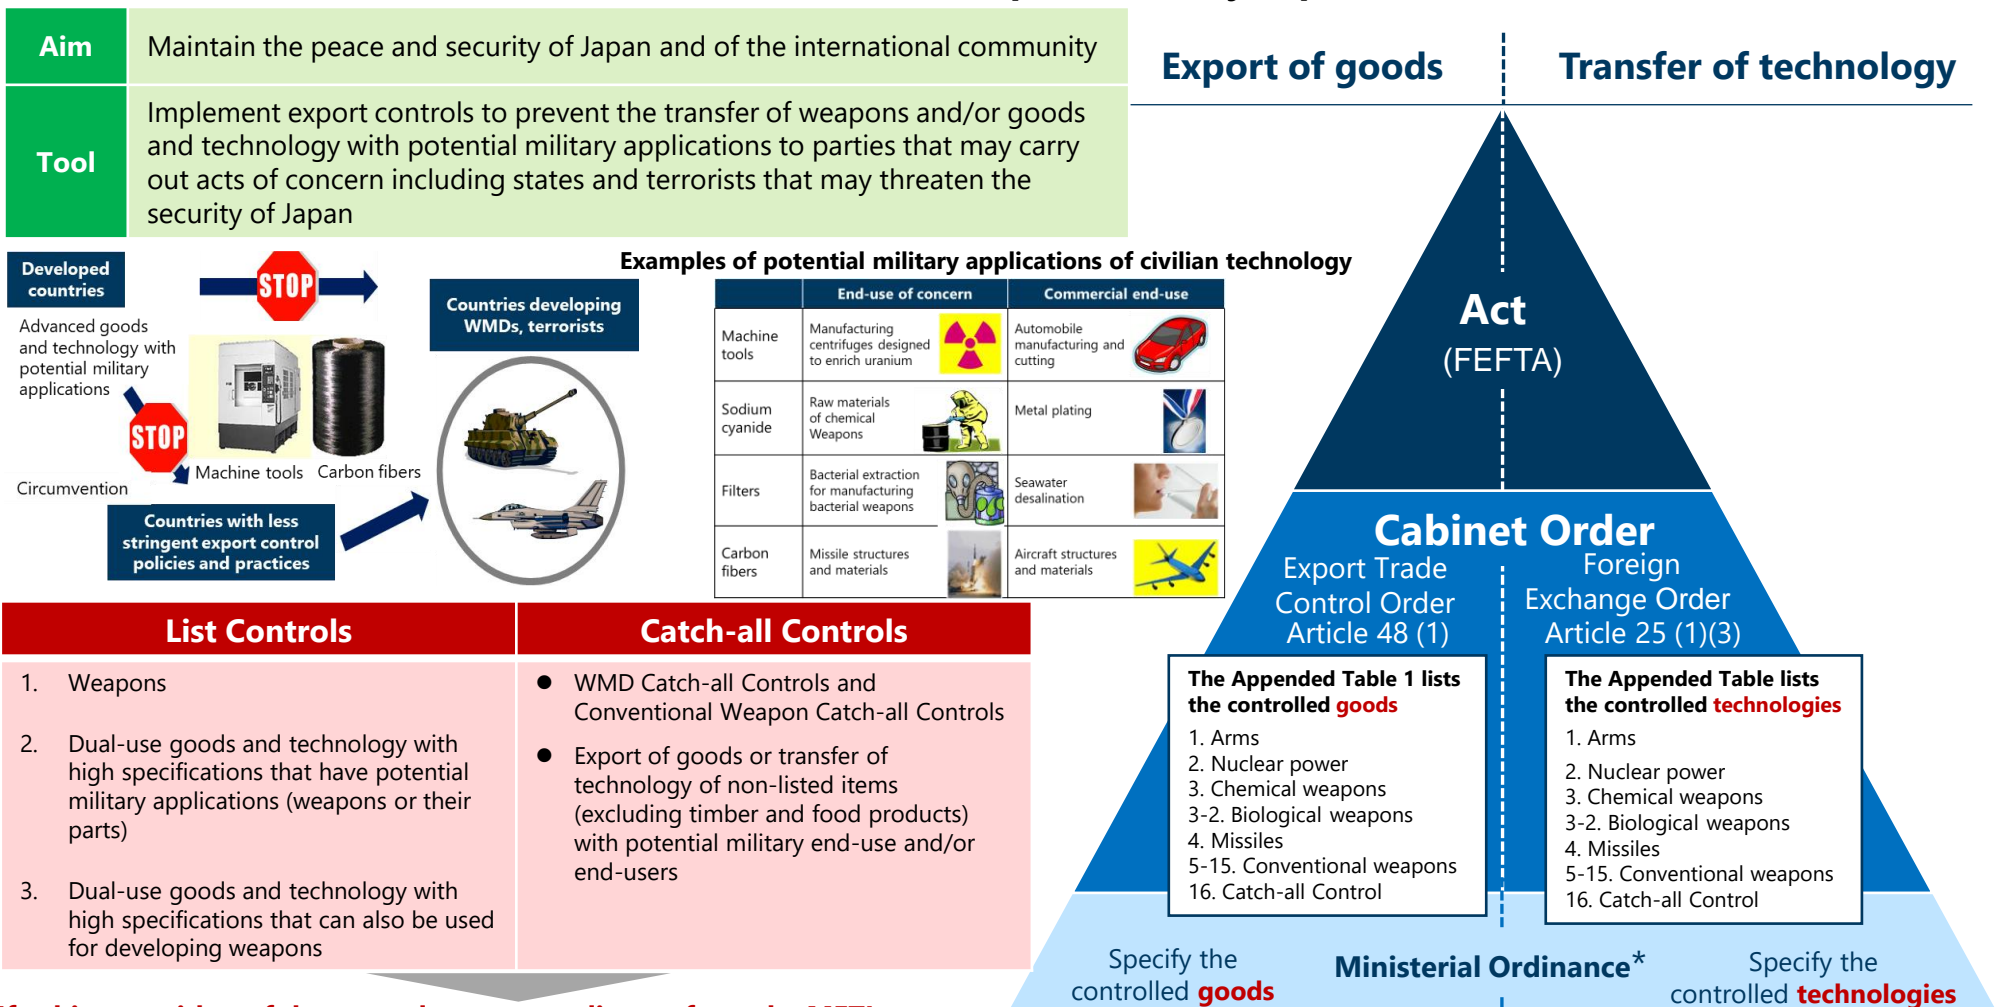 Aim
Maintain the peace and security of Japan and of the international community
Tool
Implement export controls to prevent the transfer of weapons and/or goods
and technology with potential military applications to parties that may carry
out acts of concern including states and terrorists that may threaten the
security of Japan
Developed
countries
STOP
Advanced goods
and technology with
potential military
applications
STOP
Circumvention
Machine tools
Carbon fibers
Countries with less
stringent export control
policies and practices
Countries developing
WMDs, terrorists
Examples of potential military applications of civilian technology
End-use of concern
Commercial end-use
Machine
tools
Manufacturing
centrifuges designed
to enrich uranium
Automobile
manufacturing and
cutting
Sodium
cyanide
Raw materials
of chemical
Weapons
Metal plating
Filters
Bacterial extraction
for manufacturing
bacterial weapons
Seawater
desalination
Carbon
fibers
Missile structures
and materials
Aircraft structures
and materials
List Controls
1. Weapons
2. Dual-use goods and technology with
high specifications that have potential
military applications (weapons or their
parts)
3. Dual-use goods and technology with
high specifications that can also be used
for developing weapons
Catch-all Controls
● WMD Catch-all Controls and
Conventional Weapon Catch-all Controls
● Export of goods or transfer of
technology of non-listed items
(excluding timber and food products)
with potential military end-use and/or
end-users
Export of goods
Transfer of technology
Act
(FEFTA)
Cabinet Order
Export Trade
Control Order
Article 48 (1)
Foreign
Exchange Order
Article 25 (1)(3)
The Appended Table 1 lists
the controlled goods
1. Arms
2. Nuclear power
3. Chemical weapons
3-2. Biological weapons
4. Missiles
5-15. Conventional weapons
16. Catch-all Control
The Appended Table lists
the controlled technologies
1. Arms
2. Nuclear power
3. Chemical weapons
3-2. Biological weapons
4. Missiles
5-15. Conventional weapons
16. Catch-all Control
Specify the
controlled goods
Ministerial Ordinance*
Specify the
controlled technologies